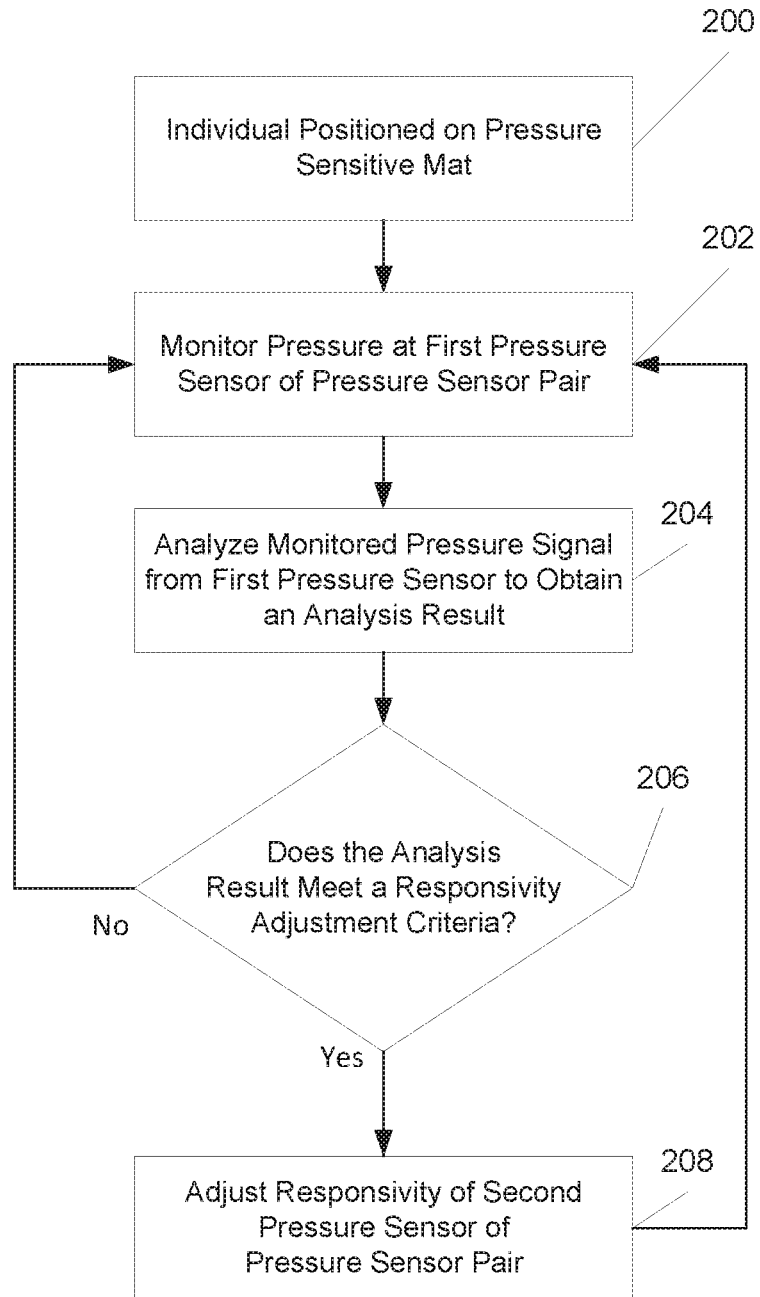 200
Individual Positioned on Pressure
Sensitive Mat
202
Monitor Pressure at First Pressure
Sensor of Pressure Sensor Pair
204
Analyze Monitored Pressure Signal
from First Pressure Sensor to Obtain
an Analysis Result
206
Does the Analysis
Result Meet a Responsivity
Adjustment Criteria?
No
Yes
208
Adjust Responsivity of Second
Pressure Sensor of
Pressure Sensor Pair